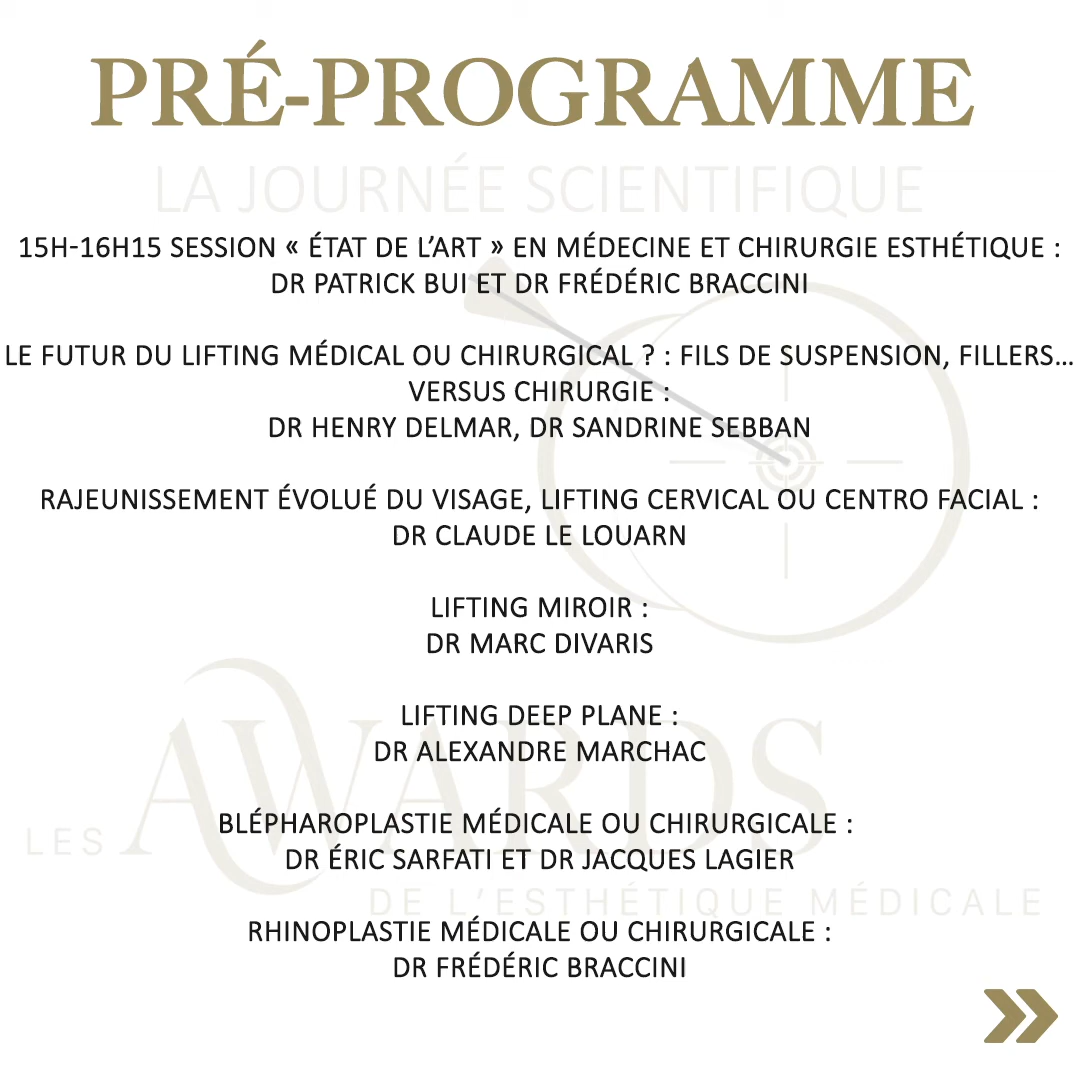 PRÉ-PROGRAMME
LA JOURNÉE SCIENTIFIQUE
15H-16H15 SESSION « ÉTAT DE L’ART » EN MÉDECINE ET CHIRURGIE ESTHÉTIQUE :
DR PATRICK BUI ET DR FRÉDÉRIC BRACCINI
LE FUTUR DU LIFTING MÉDICAL OU CHIRURGICAL ? : FILS DE SUSPENSION, FILLERS...
VERSUS CHIRURGIE :
DR HENRY DELMAR, DR SANDRINE SEBBAN
RAJEUNISSEMENT ÉVOLUÉ DU VISAGE, LIFTING CERVICAL OU CENTRO FACIAL :
DR CLAUDE LE LOUARN
LIFTING MIROIR :
DR MARC DIVARIS
LIFTING DEEP PLANE :
DR ALEXANDRE MARCHAC
BLÉPHAROPLASTIE MÉDICALE OU CHIRURGICALE :
DR ÉRIC SARFATI ET DR JACQUES LAGIER
RHINOPLASTIE MÉDICALE OU CHIRURGICALE :
DR FRÉDÉRIC BRACCINI
LES AWARDS
DE L’ESTHÉTIQUE MÉDICALE